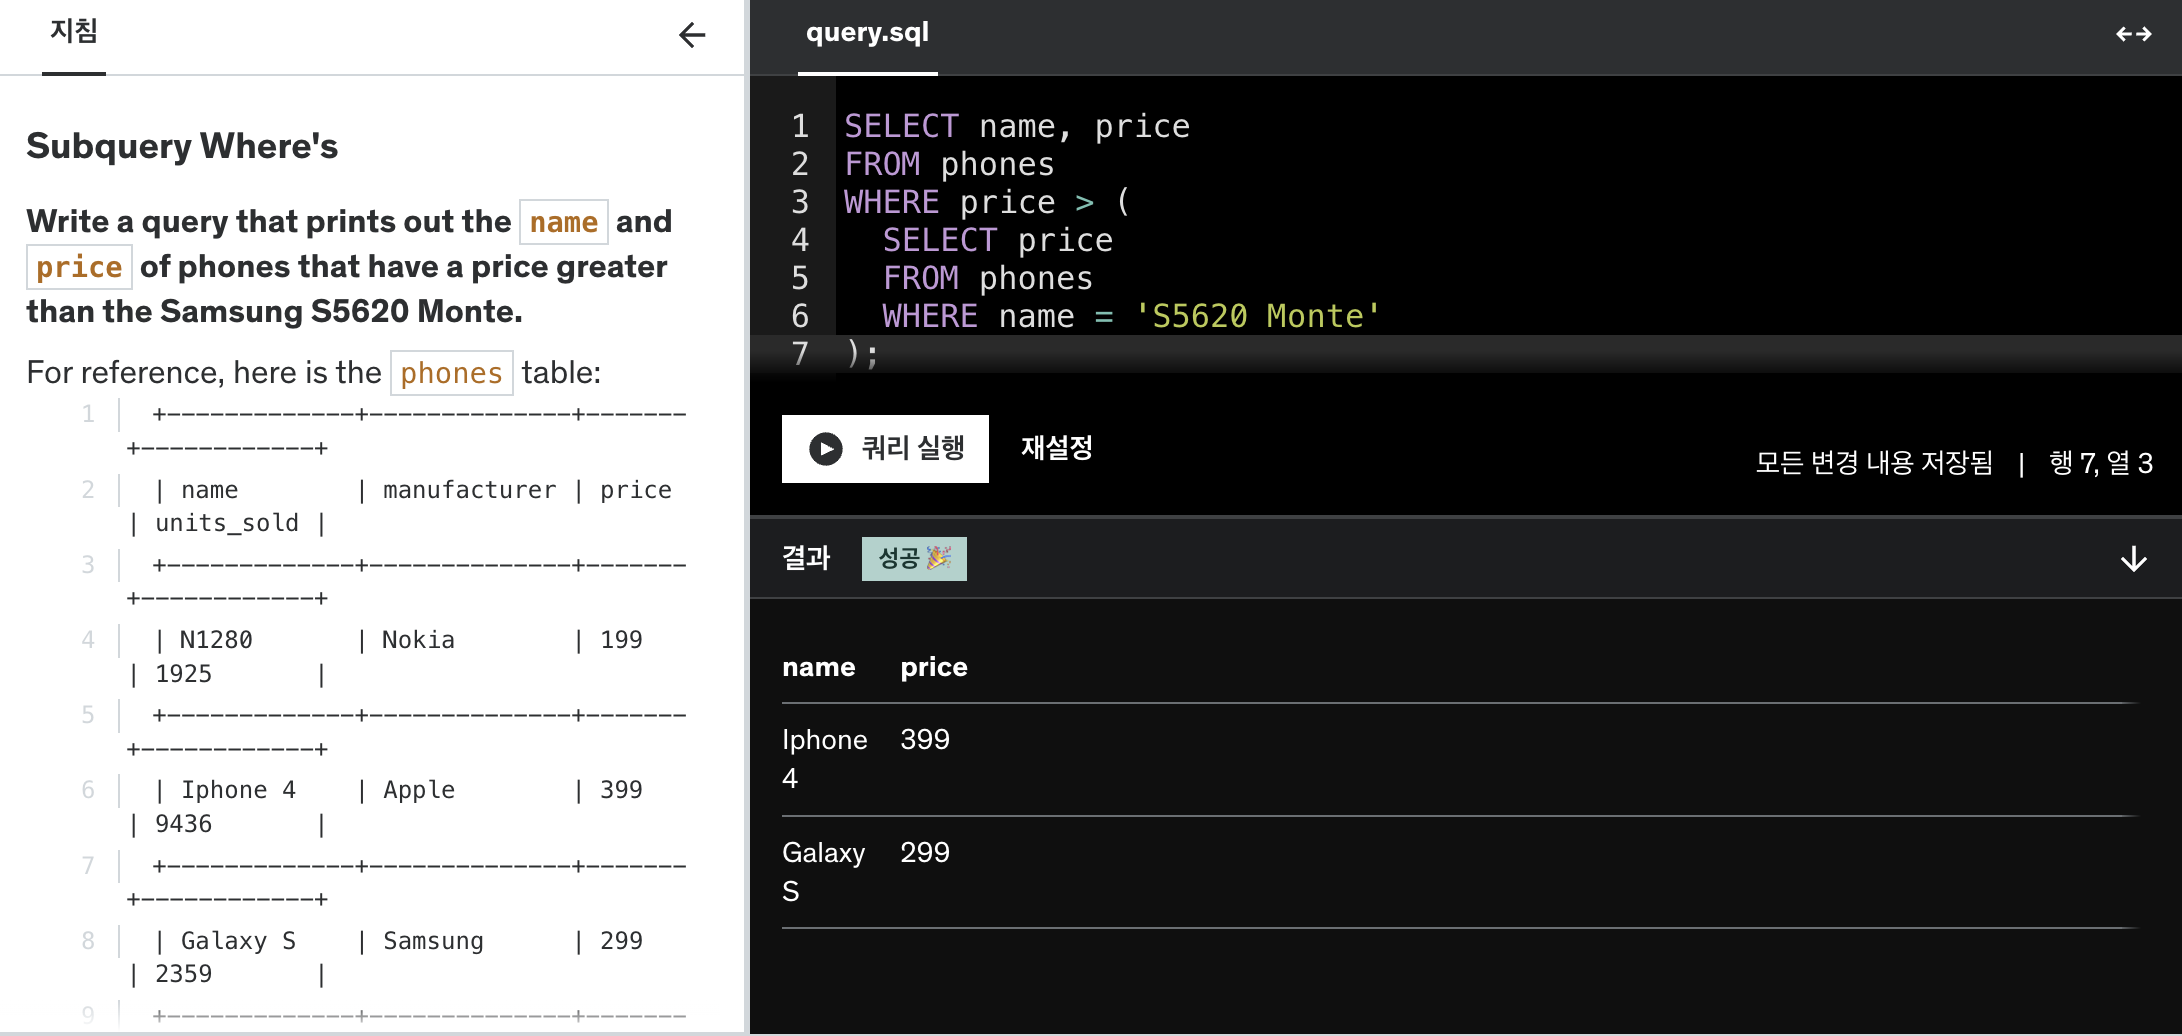 지침
Subquery Where's
Write a query that prints out the name and
price of phones that have a price greater
than the Samsung S5620 Monte.
For reference, here is the phones table:
1 +-------------+--------------+-------
+------------+
2 | name | manufacturer | price
| units_sold |
3 +-------------+--------------+-------
+------------+
4 | N1280 | Nokia | 199
| 1925 |
5 +-------------+--------------+-------
+------------+
6 | Iphone 4 | Apple | 399
| 9436 |
7 +-------------+--------------+-------
+------------+
8 | Galaxy S | Samsung | 299
| 2359 |
9 +-------------+--------------+-------
query.sql
1 SELECT name, price
2 FROM phones
3 WHERE price > (
4 SELECT price
5 FROM phones
6 WHERE name = 'S5620 Monte'
7 );
쿼리 실행 재설정
모든 변경 내용 저장됨 | 행 7, 열 3
결과 성공 🎉
name price
Iphone 399
4
Galaxy 299
S